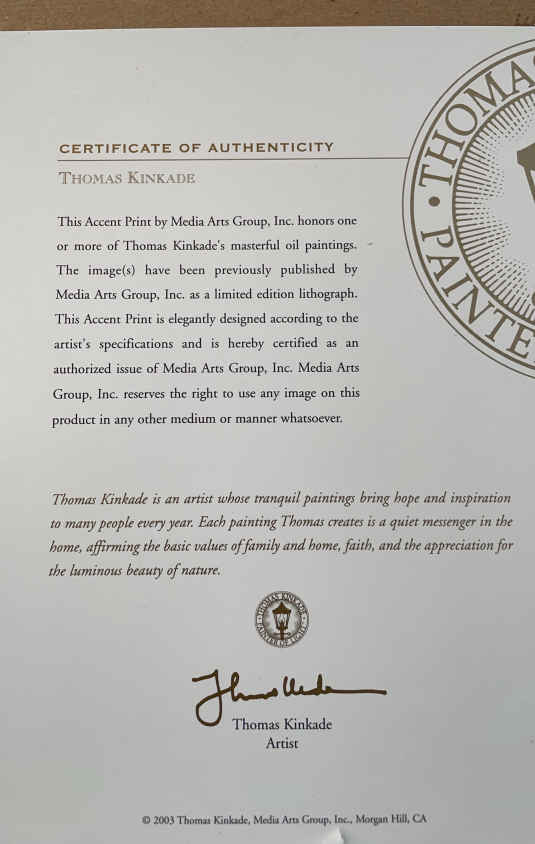 CERTIFICATE OF AUTHENTICITY
THOMAS KINKADE
This Accent Print by Media Arts Group, Inc. honors one
or more of Thomas Kinkade's masterful oil paintings.
The image(s) have been previously published by
Media Arts Group, Inc. as a limited edition lithograph.
This Accent Print is elegantly designed according to the
artist's specifications and is hereby certified as an
authorized issue of Media Arts Group, Inc. Media Arts
Group, Inc. reserves the right to use any image on this
product in any other medium or manner whatsoever.
THOMAS
PAINTE
Thomas Kinkade is an artist whose tranquil paintings bring hope and inspiration
to many people every year. Each painting Thomas creates is a quiet messenger in the
home, affirming the basic values of family and home, faith, and the appreciation for
the luminous beauty of nature.
THOMAS KINKADE
PAINTER OF LIGHT
Thomas Kinkade
Artist
© 2003 Thomas Kinkade, Media Arts Group, Inc., Morgan Hill, CA